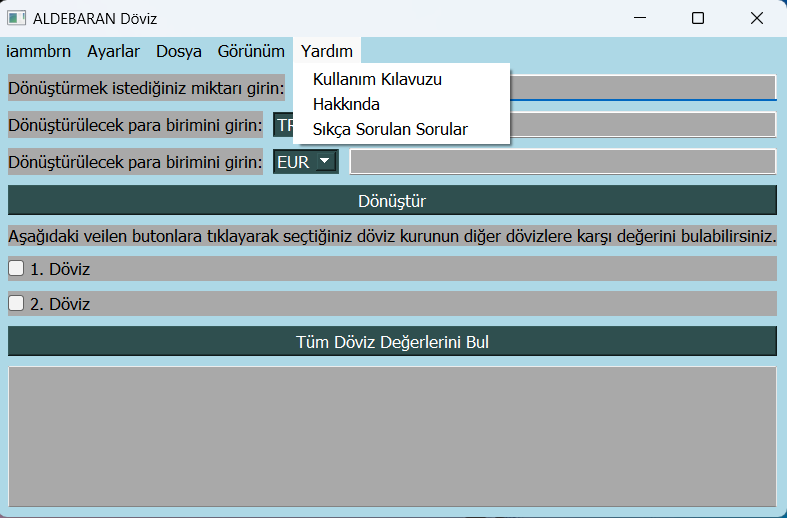 ALDEBARAN Döviz
iammbrn Ayarlar Dosya Görünüm Yardım
Kullanım Kılavuzu
Hakkında
Sıkça Sorulan Sorular
Dönüştürmek istediğiniz miktarı girin:
Dönüştürülecek para birimini girin:
Dönüştürülecek para birimini girin: EUR
Dönüştür
Aşağıdaki veilen butonlara tıklayarak seçtiğiniz döviz kurunun diğer dövizlere karşı değerini bulabilirsiniz.
1. Döviz
2. Döviz
Tüm Döviz Değerlerini Bul